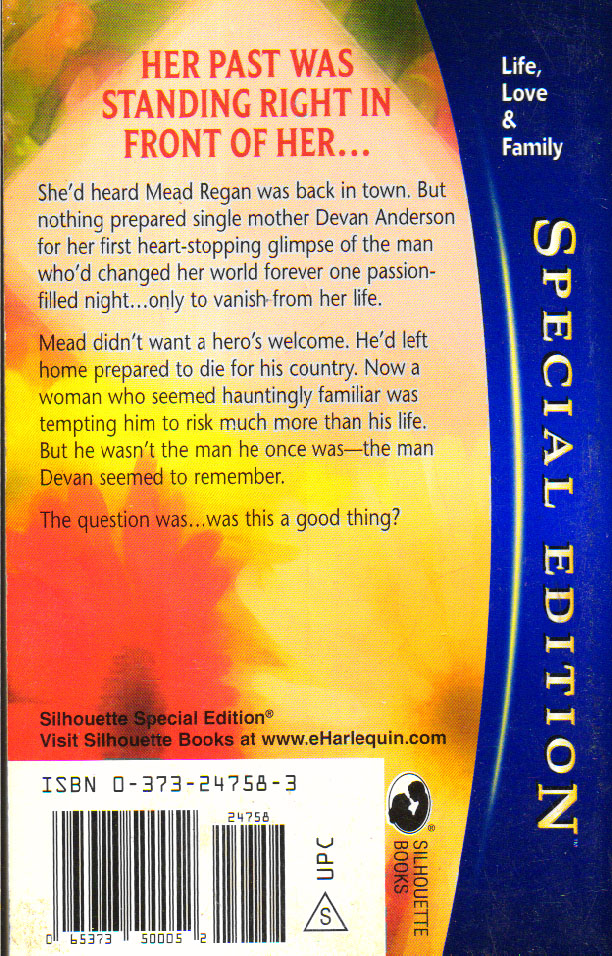 HER PAST WAS
STANDING RIGHT IN
FRONT OF HER...
She'd heard Mead Regan was back in town. But
nothing prepared single mother Devan Anderson
for her first heart-stopping glimpse of the man
who'd changed her world forever one passion-
filled night...only to vanish from her life.
Mead didn't want a hero's welcome. He'd left
home prepared to die for his country. Now a
woman who seemed hauntingly familiar was
tempting him to risk much more than his life.
But he wasn't the man he once was—the man
Devan seemed to remember.
The question was...was this a good thing?
Silhouette Special Edition®
Visit Silhouette Books at www.eHarlequin.com
ISBN 0-373-24758-3
24758
0 65373 50005 2
UPC
S
®
SILHOUETTE
BOOKS
Life,
Love
&
Family
SPECIAL EDITION™